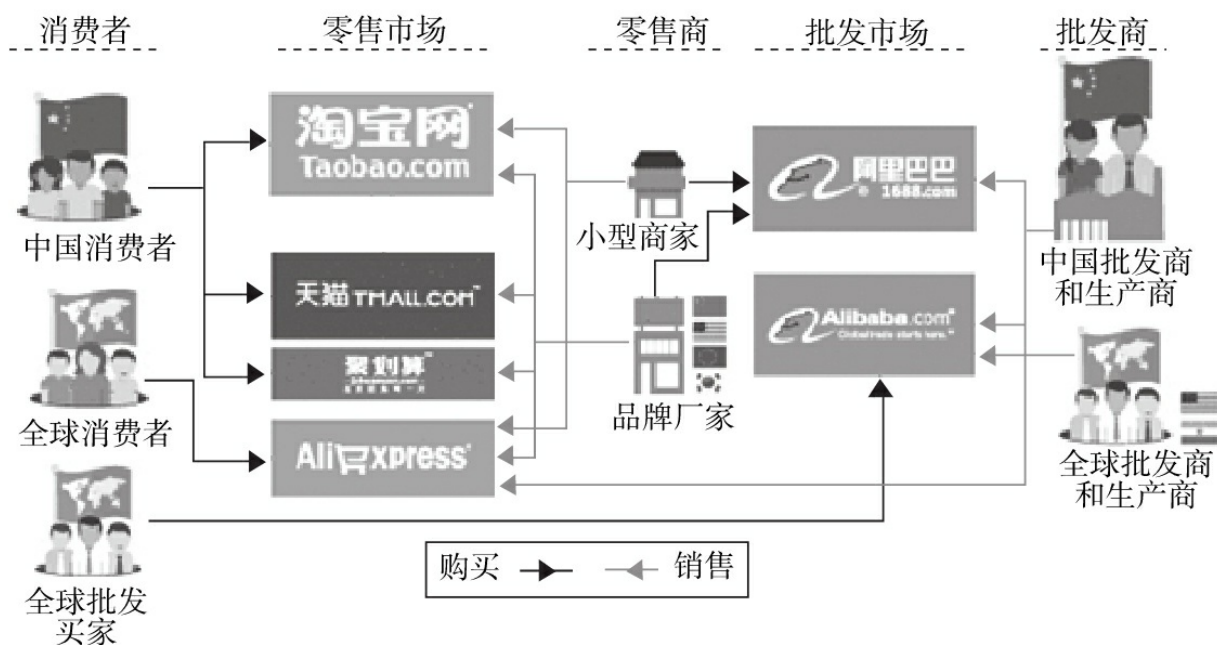 消费者
零售市场
零售商
批发市场
批发商
淘宝网
Taobao.com
阿里巴巴
1688.com
中国消费者
小型商家
中国批发商
和生产商
天猫 TMALL.COM
Alibaba.com
Global trade starts here.
聚划算
品牌厂家
全球消费者
AliExpress
全球批发商
和生产商
购买
销售
全球批发
买家